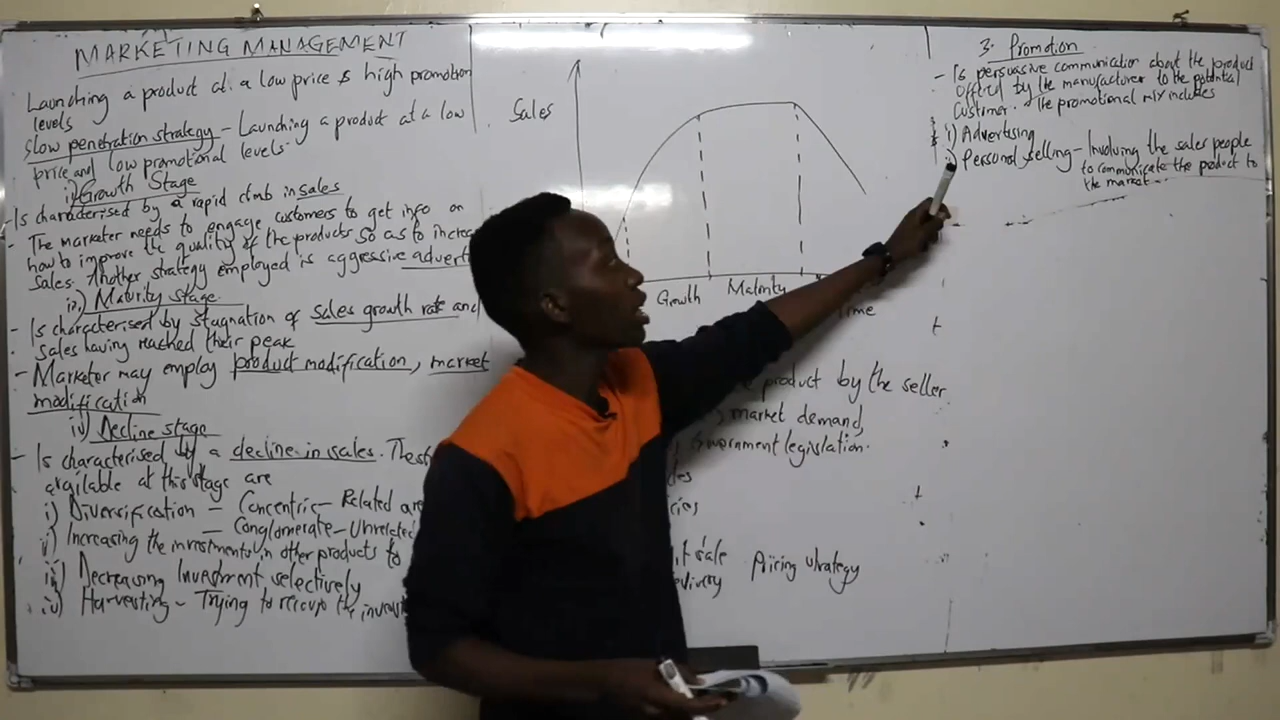 MARKETING MANAGEMENT
Launching a product at a low price & high promotion
levels
Slow penetration strategy - Launching a product at a low
price and low promotional levels.
ii) Growth Stage
- Is characterised by a rapid climb in sales
- The marketer needs to engage customers to get info on
how to improve the quality of the products so as to increa
sales. Another strategy employed is aggressive advert
Maturity stage
- Is characterised by stagnation of sales growth rate and
- Sales having reached their peak
- Marketer may employ product modification, market
modification
iv) Decline stage
- Is characterised by a decline in sales. The
available at this stage are
i) Diversification - Concentric - Related
- Conglomerate - Unrelated
Increasing the investments in other products to
iii) Decreasing Investment selectively
iv) Harvesting - Trying to recoup the
Sales
Growth
Maturity
product by the seller
market demand,
Government legislation.
sale
Pricing strategy
3. Promotion
- Is persuasive communication about the product
offered by the manufacturer to the potential
customer. The promotional mix includes
i) Advertising
Personal selling - Involving the sales people
to communicate the product to
the market.